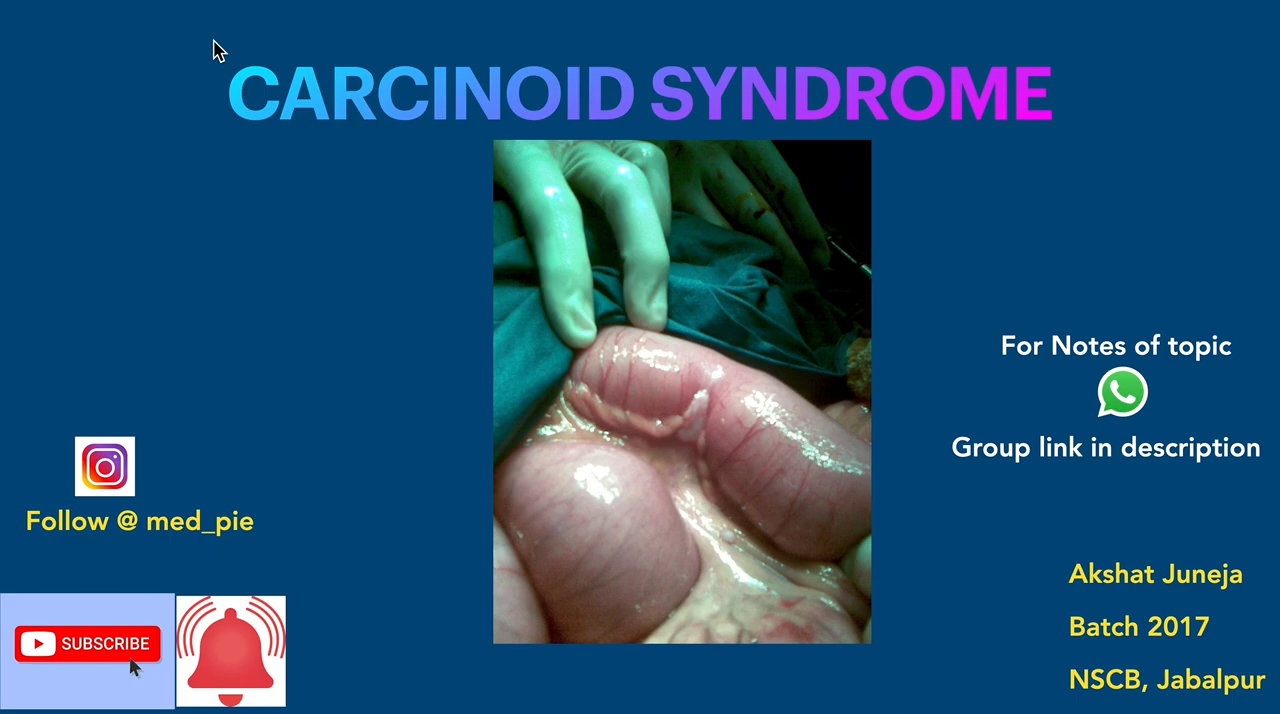 CARCINOID SYNDROME
For Notes of topic
Group link in description
Follow @ med_pie
SUBSCRIBE
Akshat Juneja
Batch 2017
NSCB, Jabalpur